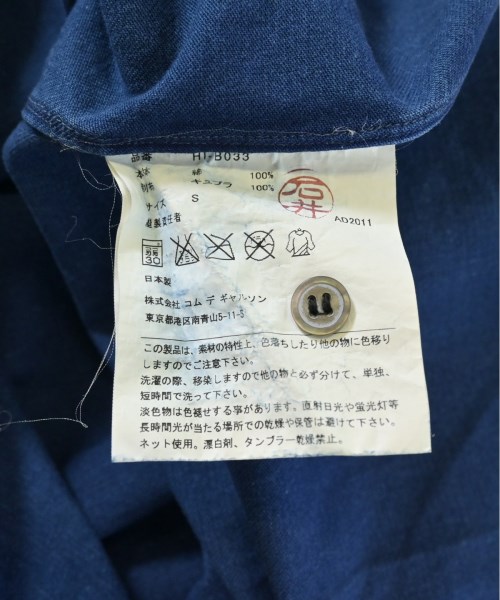 品番 HI-B033
本体 綿 100%
別布 キュプラ 100%
サイズ S
縫製責任者 石井
AD2011
30
日本製
株式会社 コム デ ギャルソン
東京都港区南青山5-11-5
この製品は、素材の特性上、色落ちしたり他の物に色移り
しますのでご注意下さい。
洗濯の際、移染しますので他の物と必ず分けて、単独、
短時間で洗って下さい。
淡色物は色褪せする事があります。直射日光や蛍光灯等
長時間光が当たる場所での乾燥や保管は避けて下さい。
ネット使用。漂白剤、タンブラー乾燥禁止。